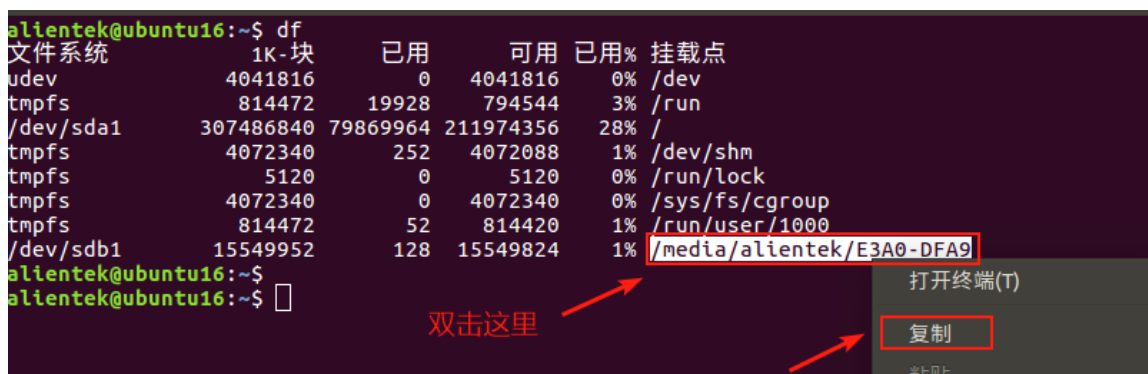 alientek@ubuntu16:~$ df
文件系统 1K-块 已用 可用 已用% 挂载点
udev 4041816 0 4041816 0% /dev
tmpfs 814472 19928 794544 3% /run
/dev/sda1 307486840 79869964 211974356 28% /
tmpfs 4072340 252 4072088 1% /dev/shm
tmpfs 5120 0 5120 0% /run/lock
tmpfs 4072340 0 4072340 0% /sys/fs/cgroup
tmpfs 814472 52 814420 1% /run/user/1000
/dev/sdb1 15549952 128 15549824 1% /media/alientek/E3A0-DFA9
alientek@ubuntu16:~$
alientek@ubuntu16:~$
打开终端(T)
双击这里
复制